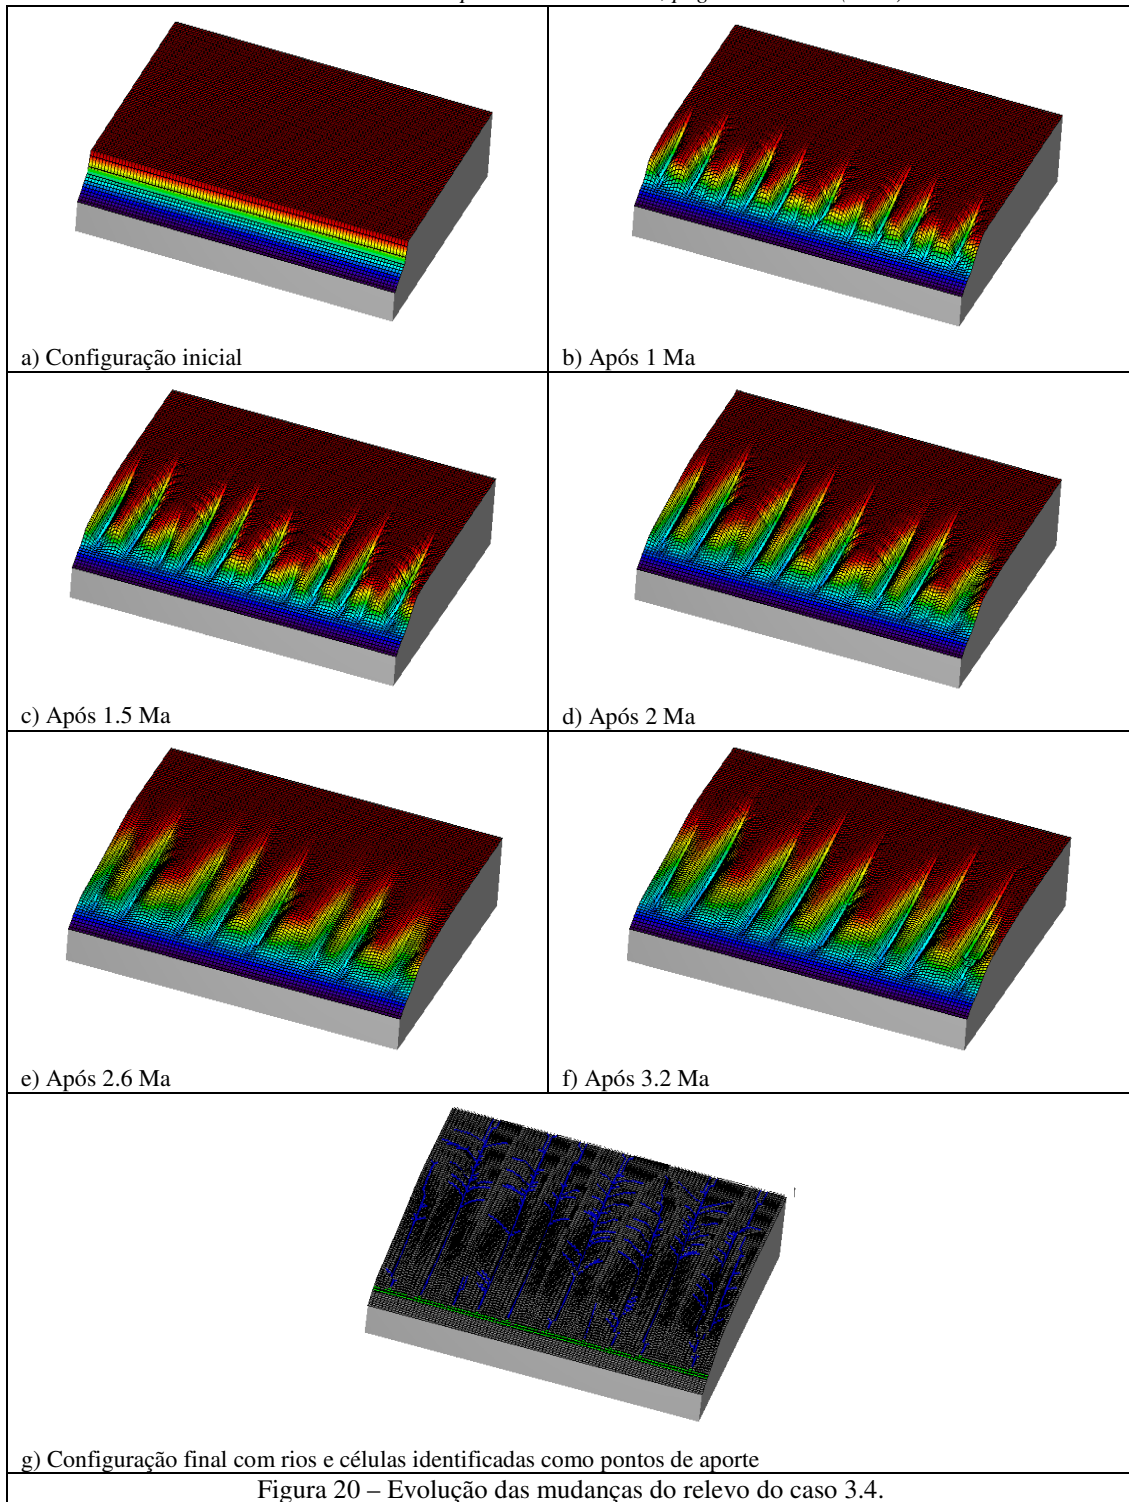 a) Configuração inicial
b) Após 1 Ma
c) Após 1.5 Ma
d) Após 2 Ma
e) Após 2.6 Ma
f) Após 3.2 Ma
g) Configuração final com rios e células identificadas como pontos de aporte
Figura 20 – Evolução das mudanças do relevo do caso 3.4.